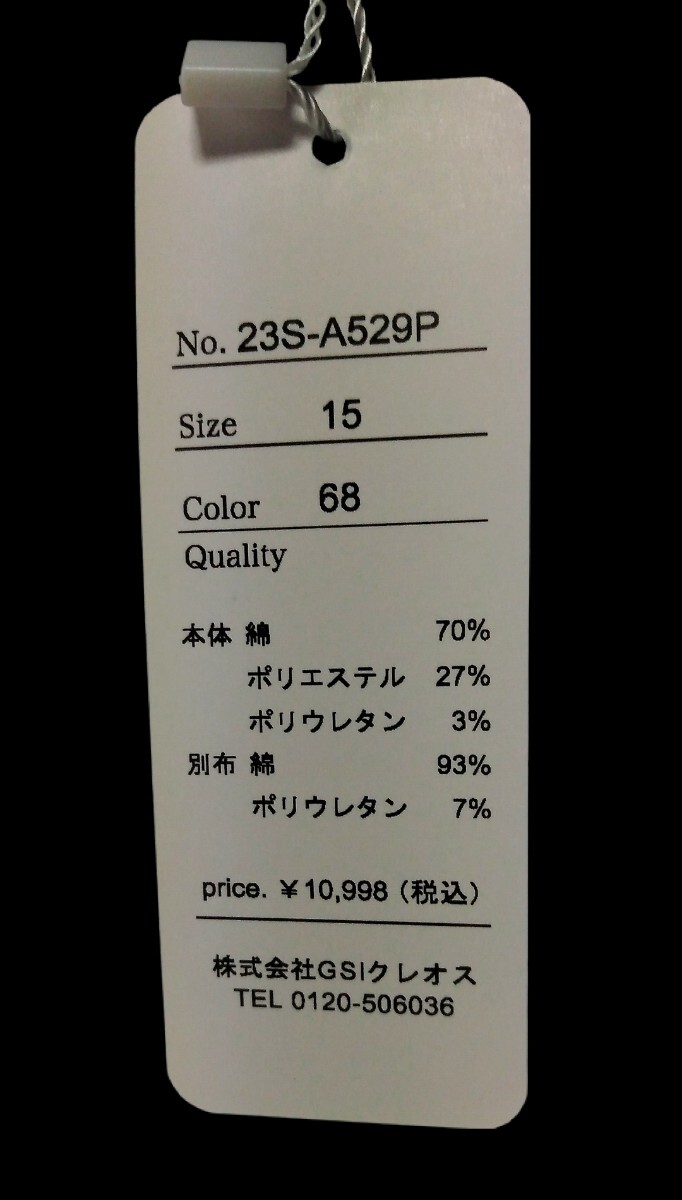 No. 23S-A529P
Size 15
Color 68
Quality
本体 綿 70%
ポリエステル 27%
ポリウレタン 3%
別布 綿 93%
ポリウレタン 7%
price. ¥10,998 (税込)
株式会社GSIクレオス
TEL 0120-506036